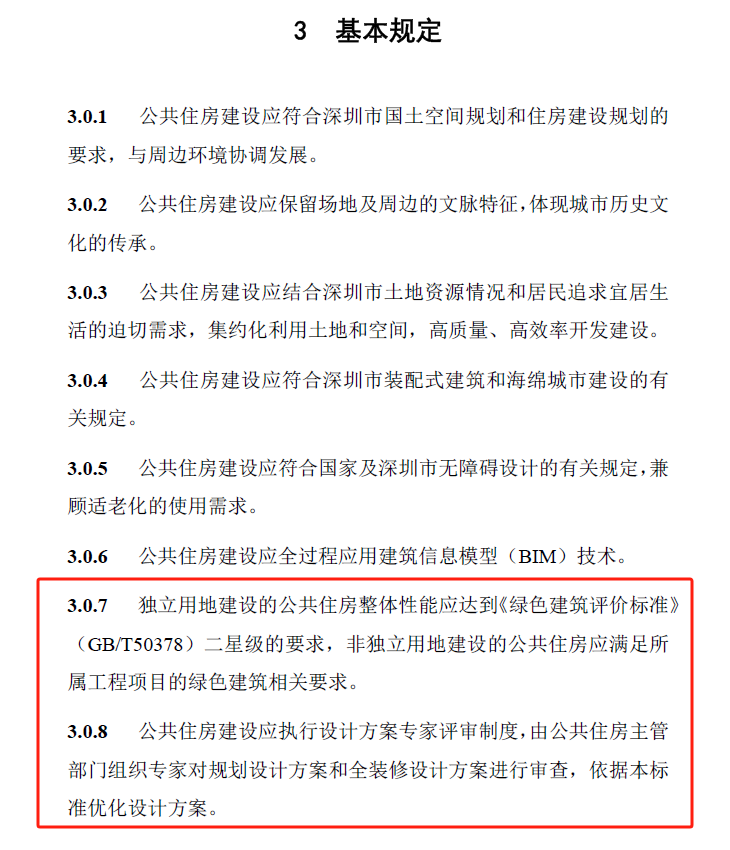 3 基本规定
3.0.1 公共住房建设应符合深圳市国土空间规划和住房建设规划的
要求，与周边环境协调发展。
3.0.2 公共住房建设应保留场地及周边的文脉特征，体现城市历史文
化的传承。
3.0.3 公共住房建设应结合深圳市土地资源情况和居民追求宜居生
活的迫切需求，集约化利用土地和空间，高质量、高效率开发建设。
3.0.4 公共住房建设应符合深圳市装配式建筑和海绵城市建设的有
关规定。
3.0.5 公共住房建设应符合国家及深圳市无障碍设计的有关规定，兼
顾适老化的使用需求。
3.0.6 公共住房建设应全过程应用建筑信息模型（BIM）技术。
3.0.7 独立用地建设的公共住房整体性能应达到《绿色建筑评价标准》
（GB/T50378）二星级的要求，非独立用地建设的公共住房应满足所
属工程项目的绿色建筑相关要求。
3.0.8 公共住房建设应执行设计方案专家评审制度，由公共住房主管
部门组织专家对规划设计方案和全装修设计方案进行审查，依据本标
准优化设计方案。